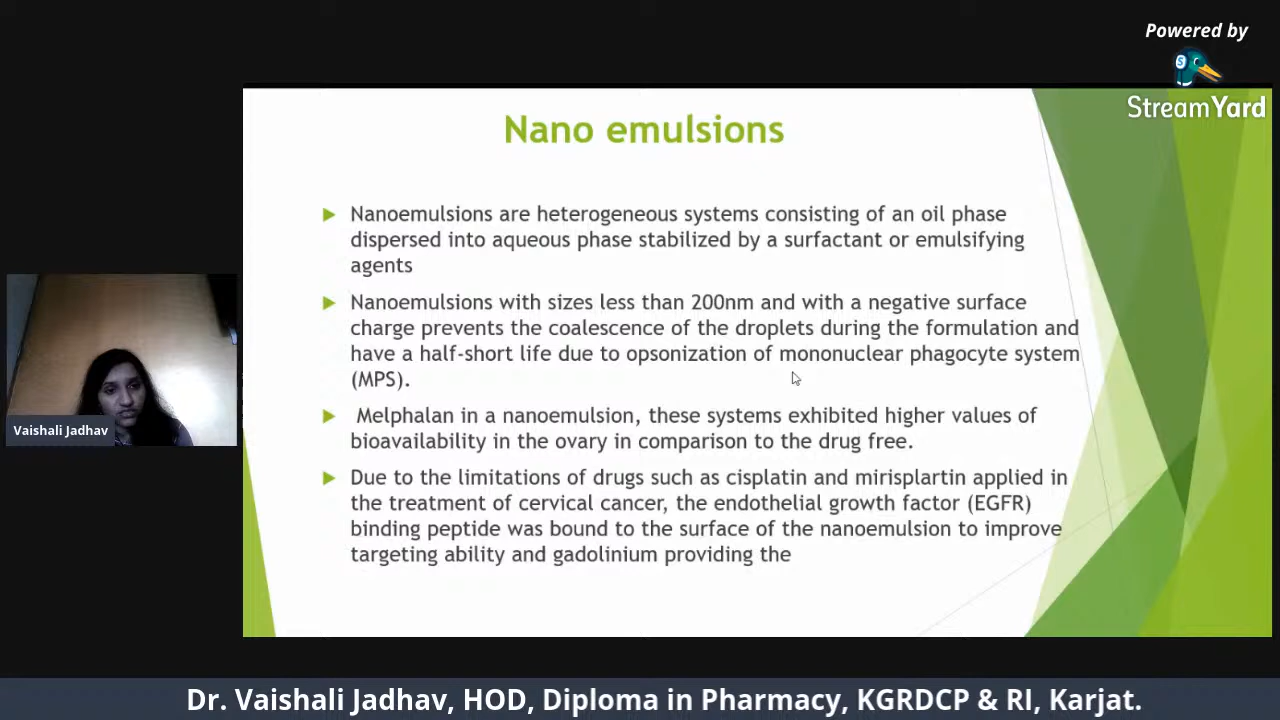 Powered by
StreamYard
Nano emulsions
Nanoemulsions are heterogeneous systems consisting of an oil phase
dispersed into aqueous phase stabilized by a surfactant or emulsifying
agents
Nanoemulsions with sizes less than 200nm and with a negative surface
charge prevents the coalescence of the droplets during the formulation and
have a half-short life due to opsonization of mononuclear phagocyte system
(MPS).
Melphalan in a nanoemulsion, these systems exhibited higher values of
bioavailability in the ovary in comparison to the drug free.
Due to the limitations of drugs such as cisplatin and mirisplartin applied in
the treatment of cervical cancer, the endothelial growth factor (EGFR)
binding peptide was bound to the surface of the nanoemulsion to improve
targeting ability and gadolinium providing the
Vaishali Jadhav
Dr. Vaishali Jadhav, HOD, Diploma in Pharmacy, KGRDCP & RI, Karjat.